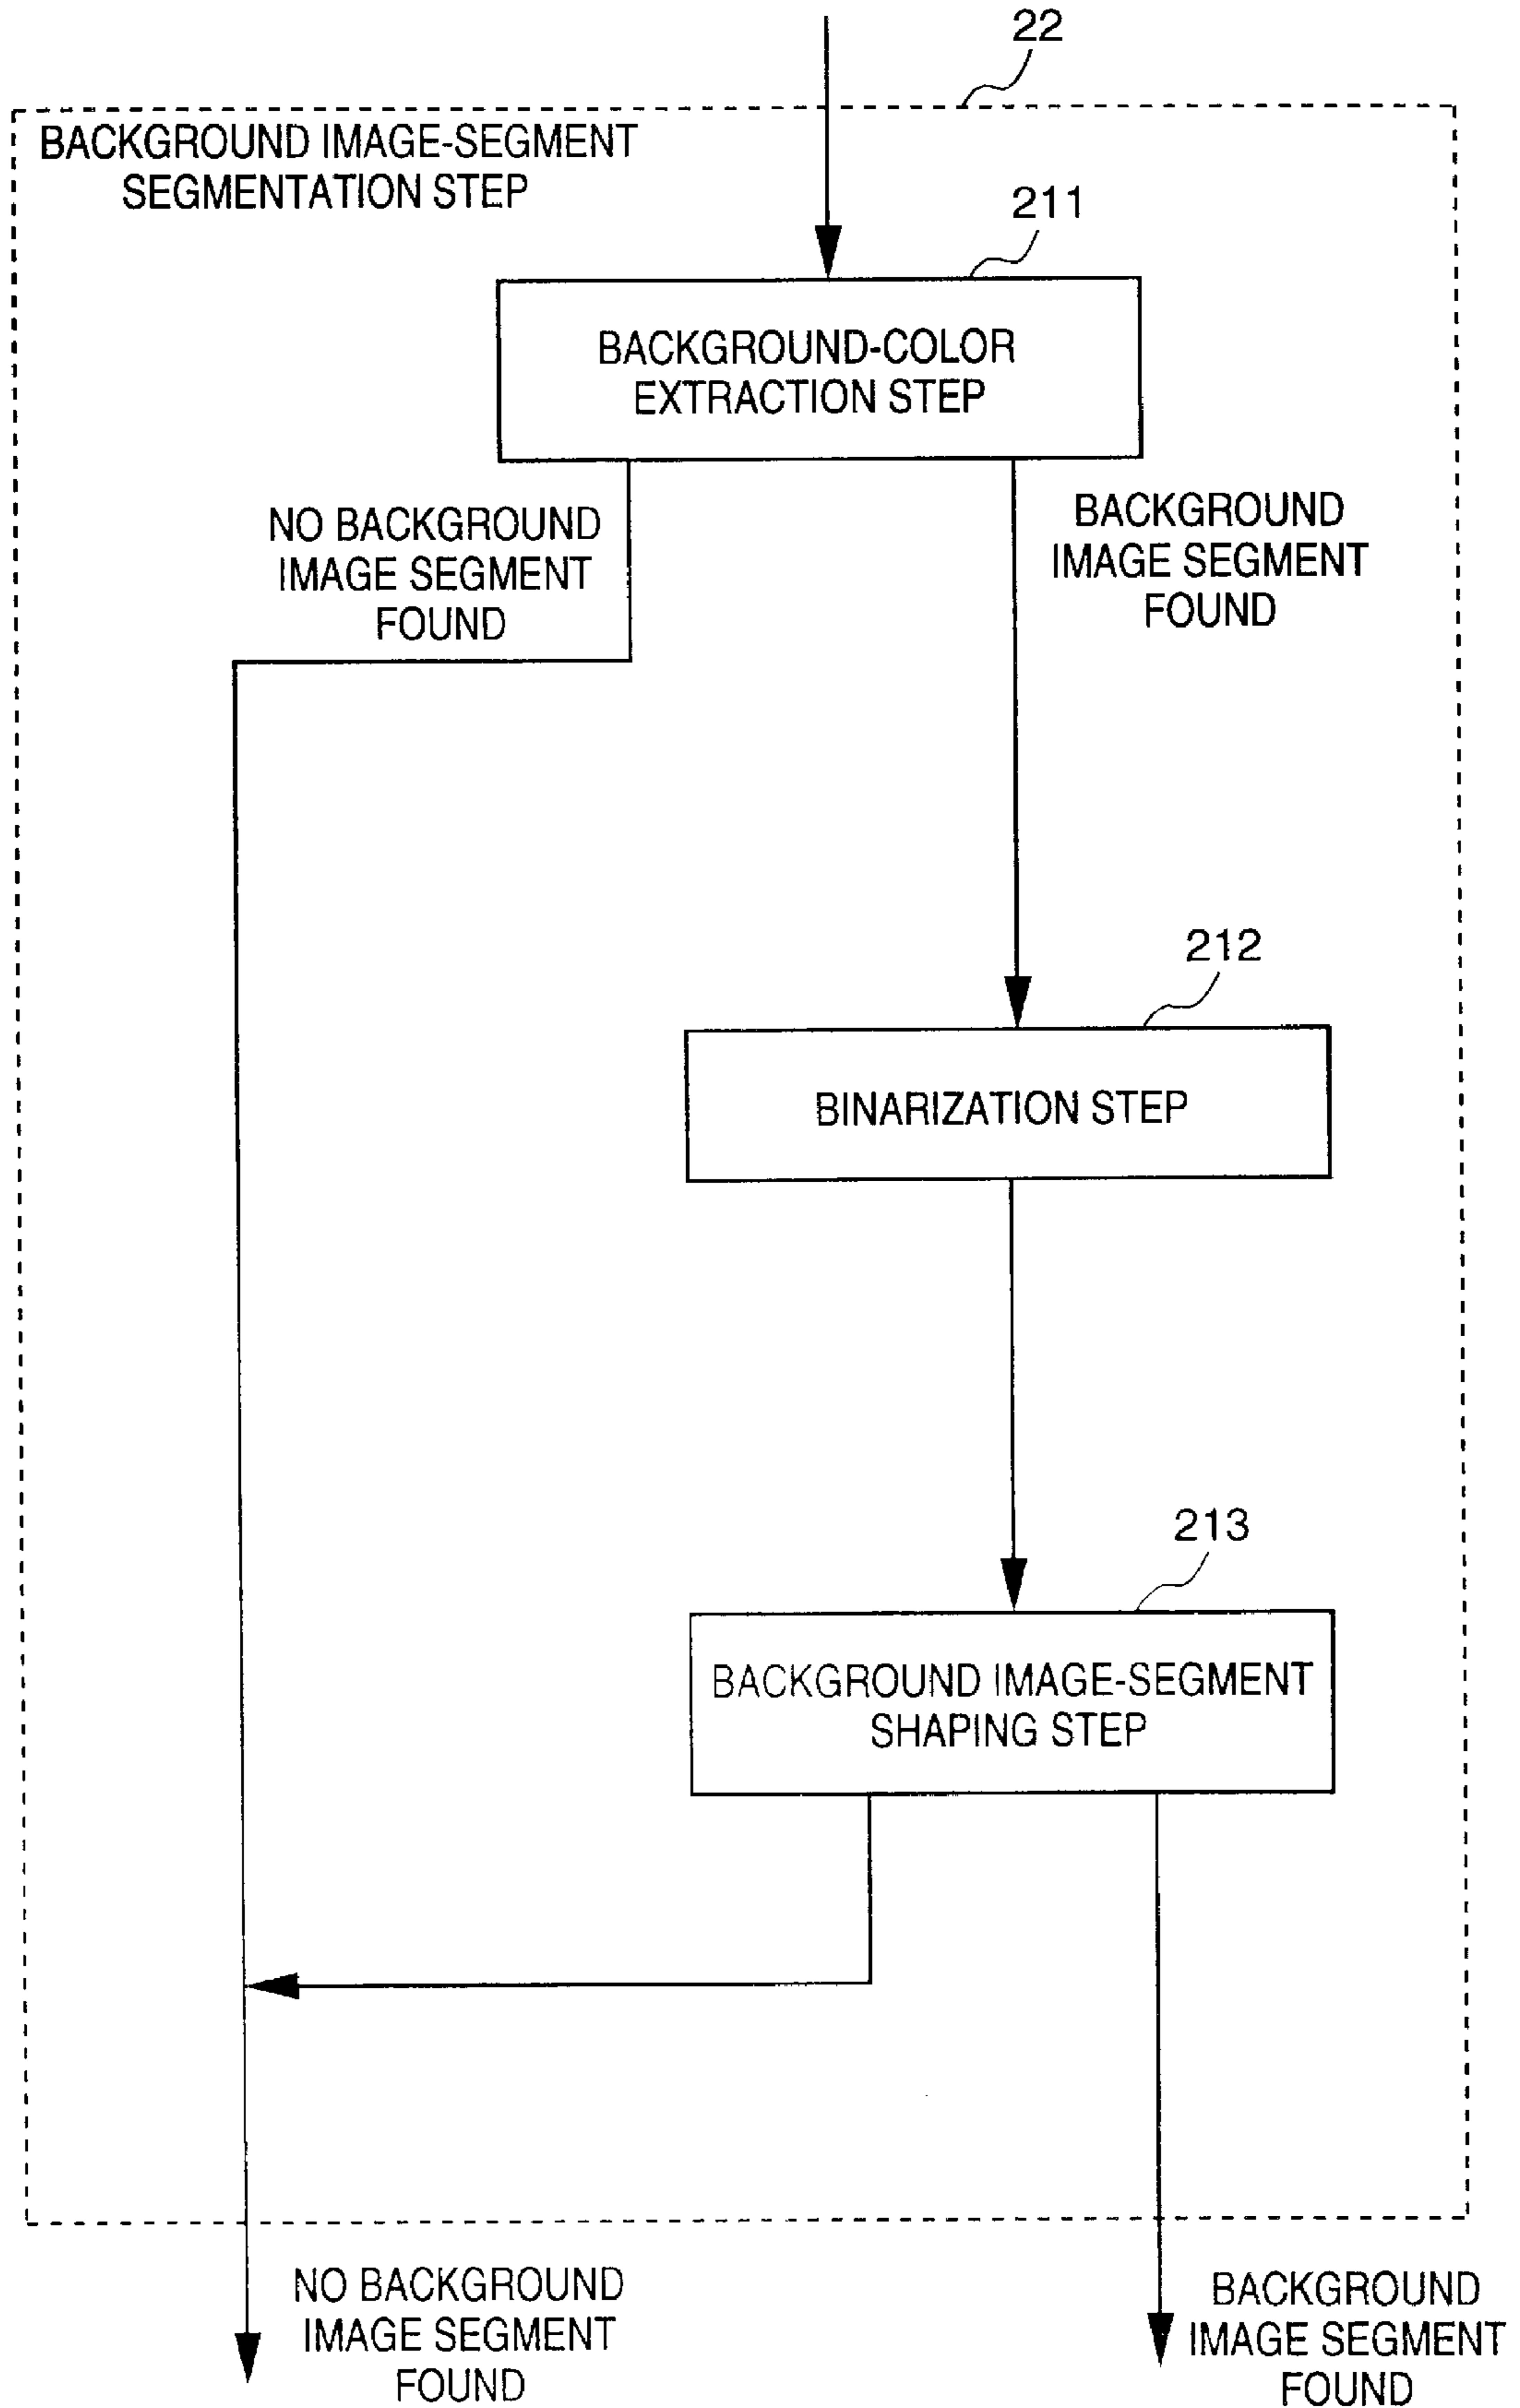 22
BACKGROUND IMAGE-SEGMENT
SEGMENTATION STEP
211
BACKGROUND-COLOR
EXTRACTION STEP
NO BACKGROUND
IMAGE SEGMENT
FOUND
BACKGROUND
IMAGE SEGMENT
FOUND
212
BINARIZATION STEP
213
BACKGROUND IMAGE-SEGMENT
SHAPING STEP
NO BACKGROUND
IMAGE SEGMENT
FOUND
BACKGROUND
IMAGE SEGMENT
FOUND